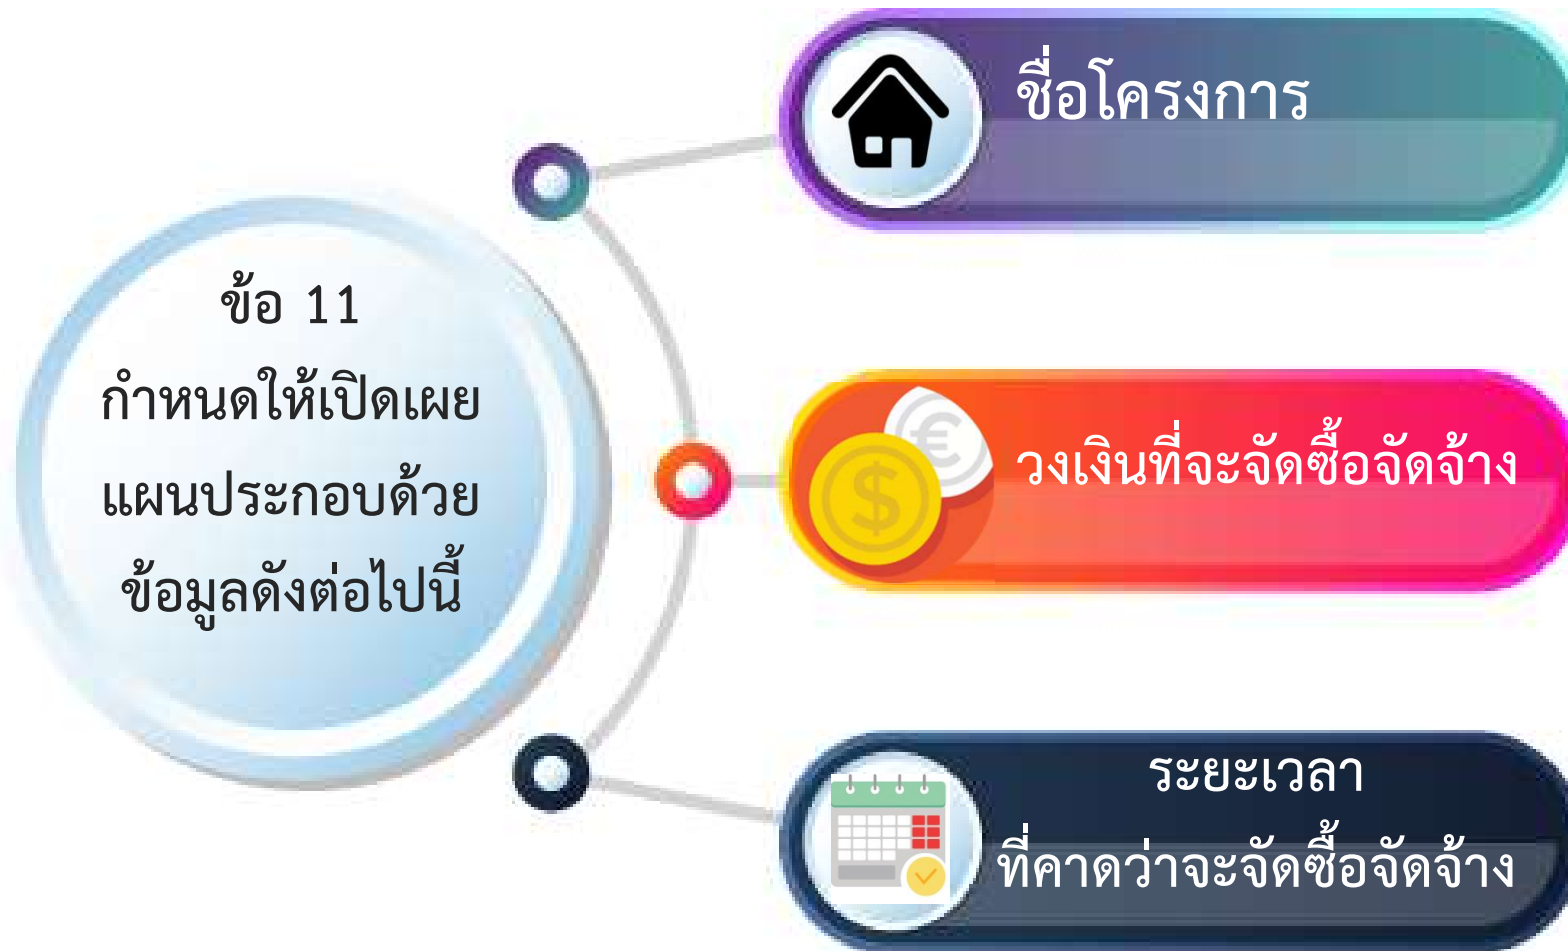 ข้อ 11
กำหนดให้เปิดเผย
แผนประกอบด้วย
ข้อมูลดังต่อไปนี้
ชื่อโครงการ
วงเงินที่จะจัดซื้อจัดจ้าง
ระยะเวลา
ที่คาดว่าจะจัดซื้อจัดจ้าง